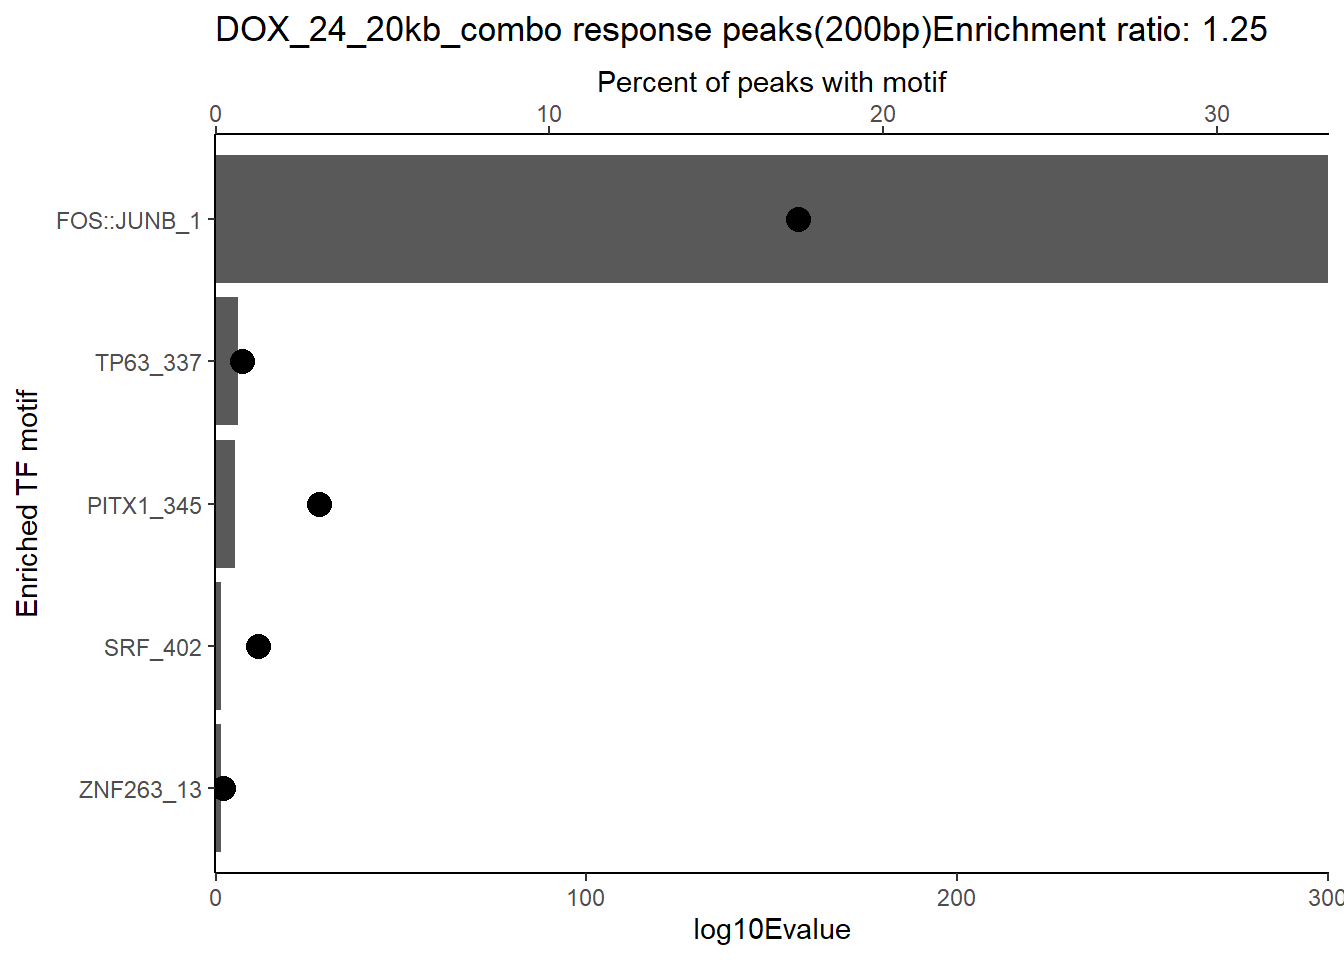 DOX_24_20kb_combo response peaks(200bp)Enrichment ratio: 1.25
Percent of peaks with motif
0 10 20 30
FOS::JUNB_1
TP63_337
PITX1_345
SRF_402
ZNF263_13
Enriched TF motif
0 100 200 300
log10Evalue